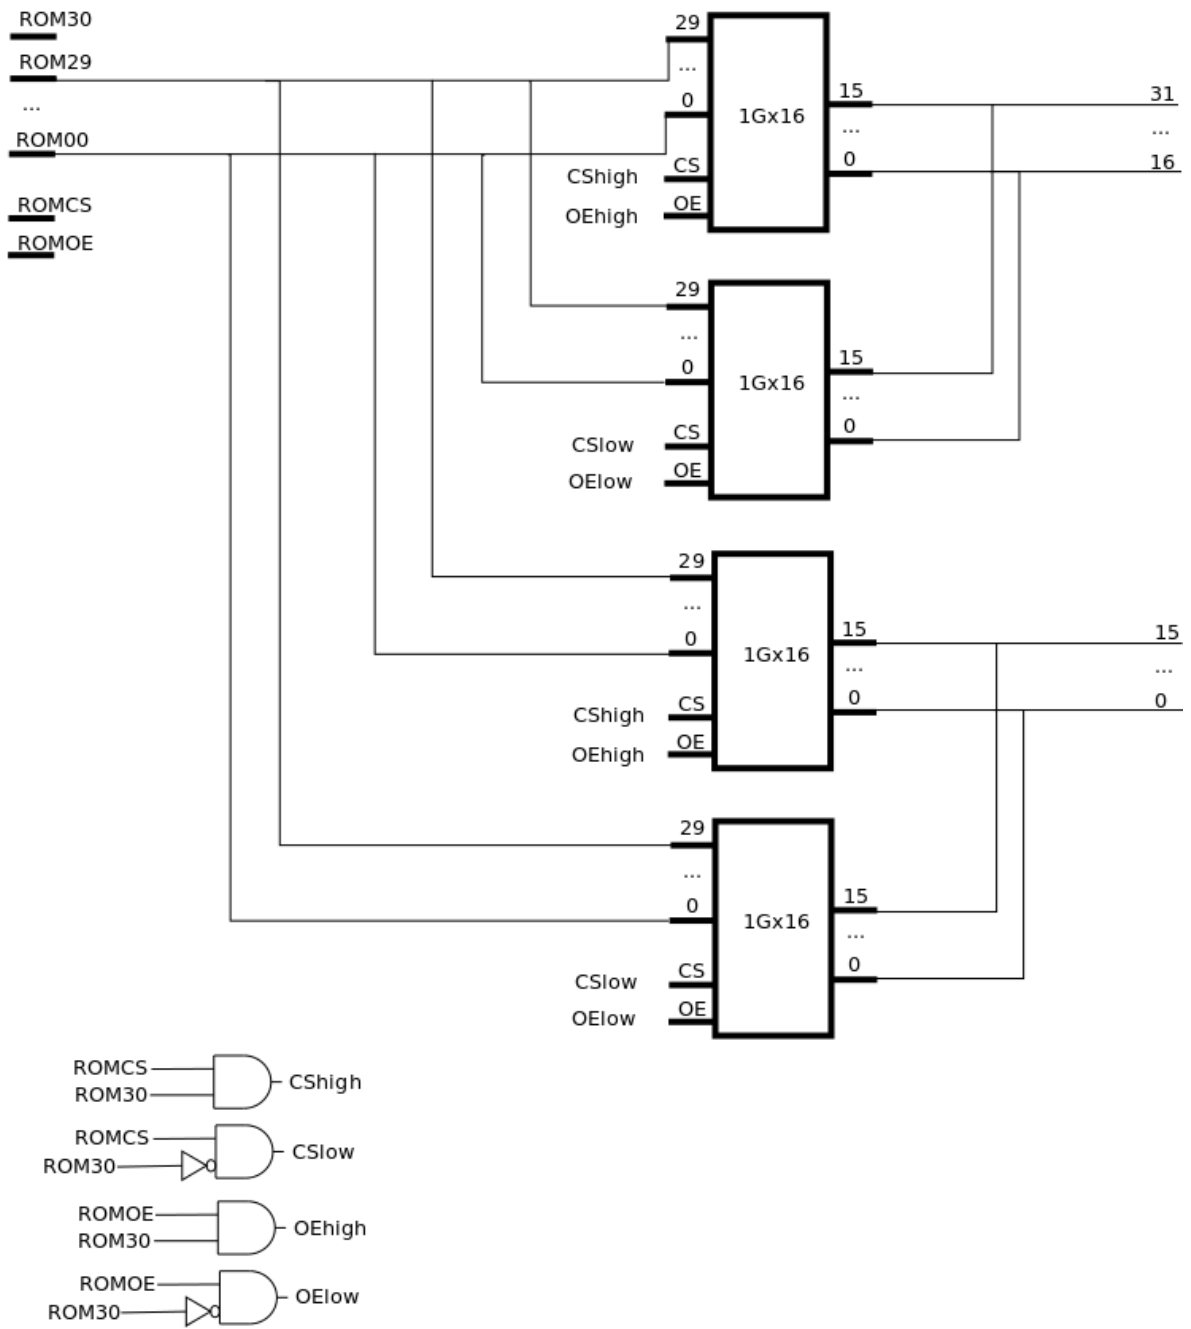 ROM30
ROM29
...
ROM00
ROMCS
ROMOE
29
...
0
CShigh CS
OEhigh OE
1Gx16
15
...
0
31
...
16
29
...
0
CSlow CS
OElow OE
1Gx16
15
...
0
29
...
0
CShigh CS
OEhigh OE
1Gx16
15
...
0
15
...
0
29
...
0
CSlow CS
OElow OE
1Gx16
15
...
0
ROMCS
ROM30
CShigh
ROMCS
ROM30
CSlow
ROMOE
ROM30
OEhigh
ROMOE
ROM30
OElow